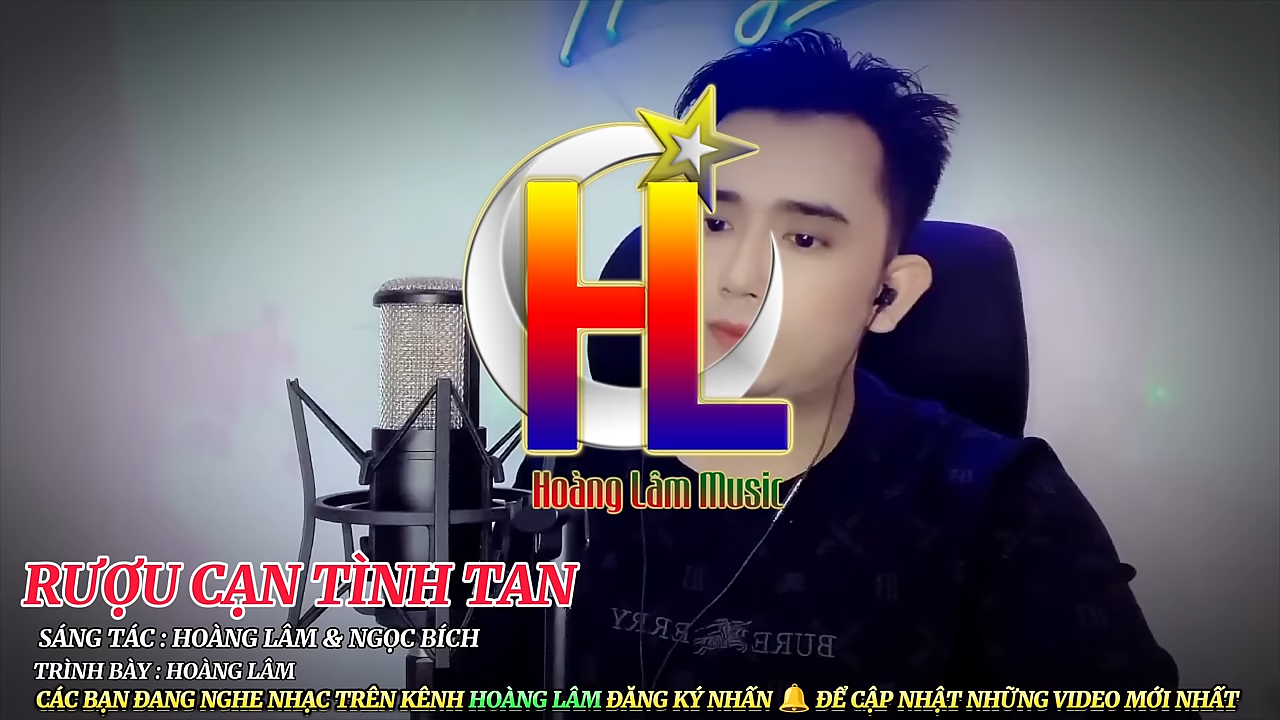 HL
Hoàng Lâm Music
BURBERRY
RƯỢU CẠN TÌNH TAN
SÁNG TÁC : HOÀNG LÂM & NGỌC BÍCH
TRÌNH BÀY : HOÀNG LÂM
CÁC BẠN ĐANG NGHE NHẠC TRÊN KÊNH HOÀNG LÂM ĐĂNG KÝ NHẤN 🔔 ĐỂ CẬP NHẬT NHỮNG VIDEO MỚI NHẤT